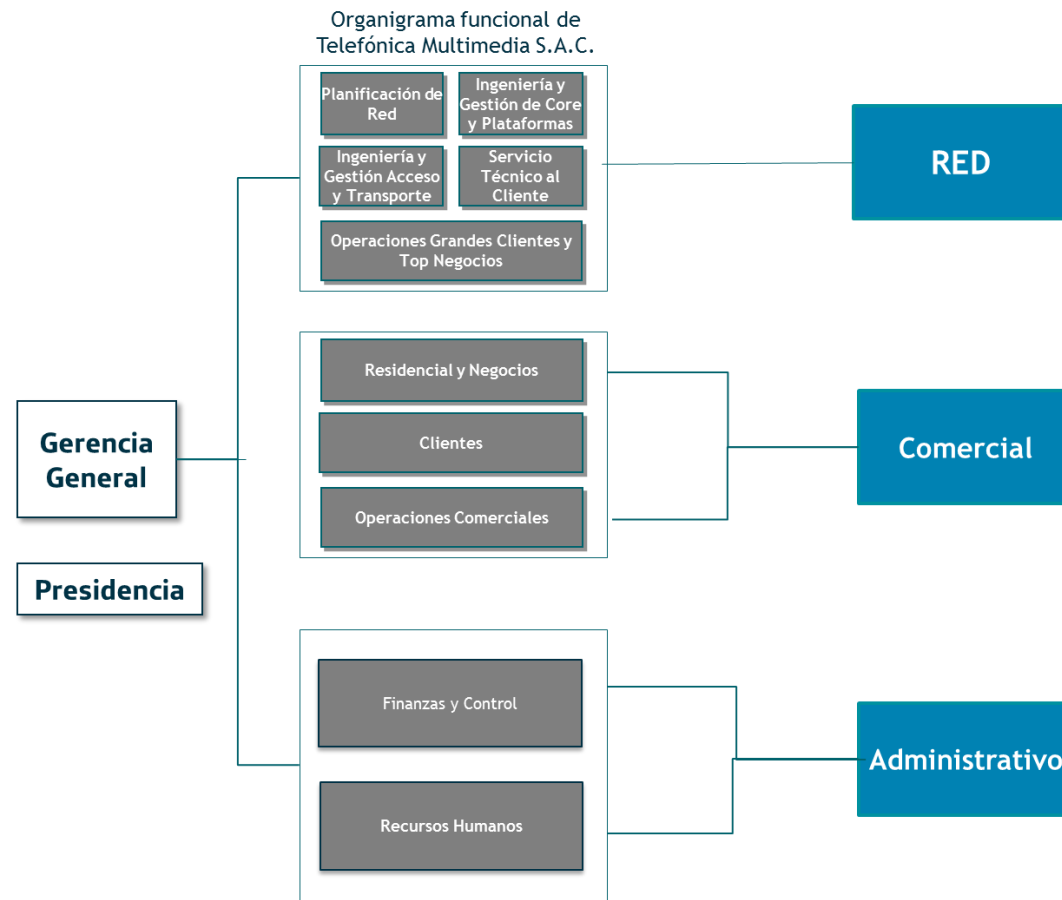 Organigrama funcional de
Telefónica Multimedia S.A.C.
Planificación de
Red
Ingeniería y
Gestión de Core
y Plataformas
Ingeniería y
Gestión Acceso
y Transporte
Servicio
Técnico al
Cliente
Operaciones Grandes Clientes y
Top Negocios
RED
Residencial y Negocios
Clientes
Operaciones Comerciales
Comercial
Gerencia
General
Presidencia
Finanzas y Control
Recursos Humanos
Administrativo